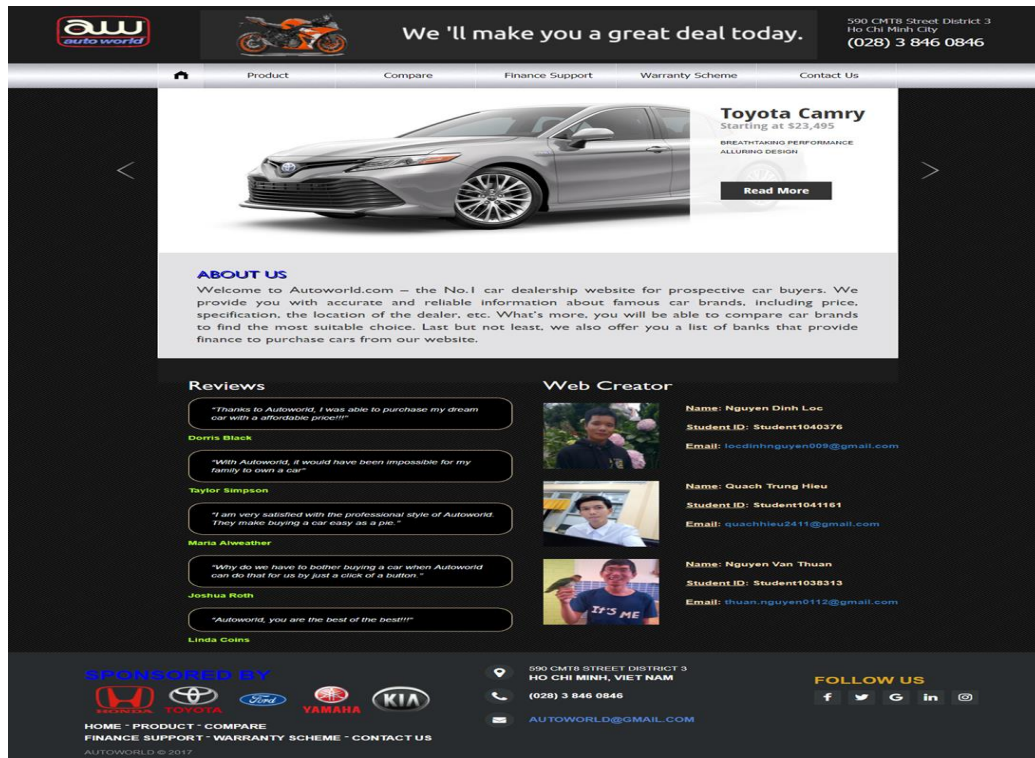 aw
auto world
We 'll make you a great deal today.
590 CMT8 Street District 3
Ho Chi Minh City
(028) 3 846 0846
Product Compare Finance Support Warranty Scheme Contact Us
Toyota Camry
Starting at $23,495
BREATHTAKING PERFORMANCE
ALLURING DESIGN
Read More
ABOUT US
Welcome to Autoworld.com – the No.1 car dealership website for prospective car buyers. We
provide you with accurate and reliable information about famous car brands, including price,
specification, the location of the dealer, etc. What's more, you will be able to compare car brands
to find the most suitable choice. Last but not least, we also offer you a list of banks that provide
finance to purchase cars from our website.
Reviews
"Thanks to Autoworld, I was able to purchase my dream
car with a affordable price!!!"
Dorris Black
"With Autoworld, it would have been impossible for my
family to own a car"
Taylor Simpson
"I am very satisfied with the professional style of Autoworld.
They make buying a car easy as a pie."
Maria Alweather
"Why do we have to bother buying a car when Autoworld
can do that for us by just a click of a button."
Joshua Roth
"Autoworld, you are the best of the best!!!"
Linda Coins
Web Creator
Name: Nguyen Dinh Loc
Student ID: Student1040376
Email: locdinhnguyen009@gmail.com
Name: Quach Trung Hieu
Student ID: Student1041161
Email: quachhieu2411@gmail.com
IT'S ME
Name: Nguyen Van Thuan
Student ID: Student1038313
Email: thuan.nguyen0112@gmail.com
SPONSORED BY
HONDA TOYOTA Ford YAMAHA KIA
HOME - PRODUCT - COMPARE
FINANCE SUPPORT - WARRANTY SCHEME - CONTACT US
AUTOWORLD © 2017
590 CMT8 STREET DISTRICT 3
HO CHI MINH, VIET NAM
(028) 3 846 0846
AUTOWORLD@GMAIL.COM
FOLLOW US
f G in